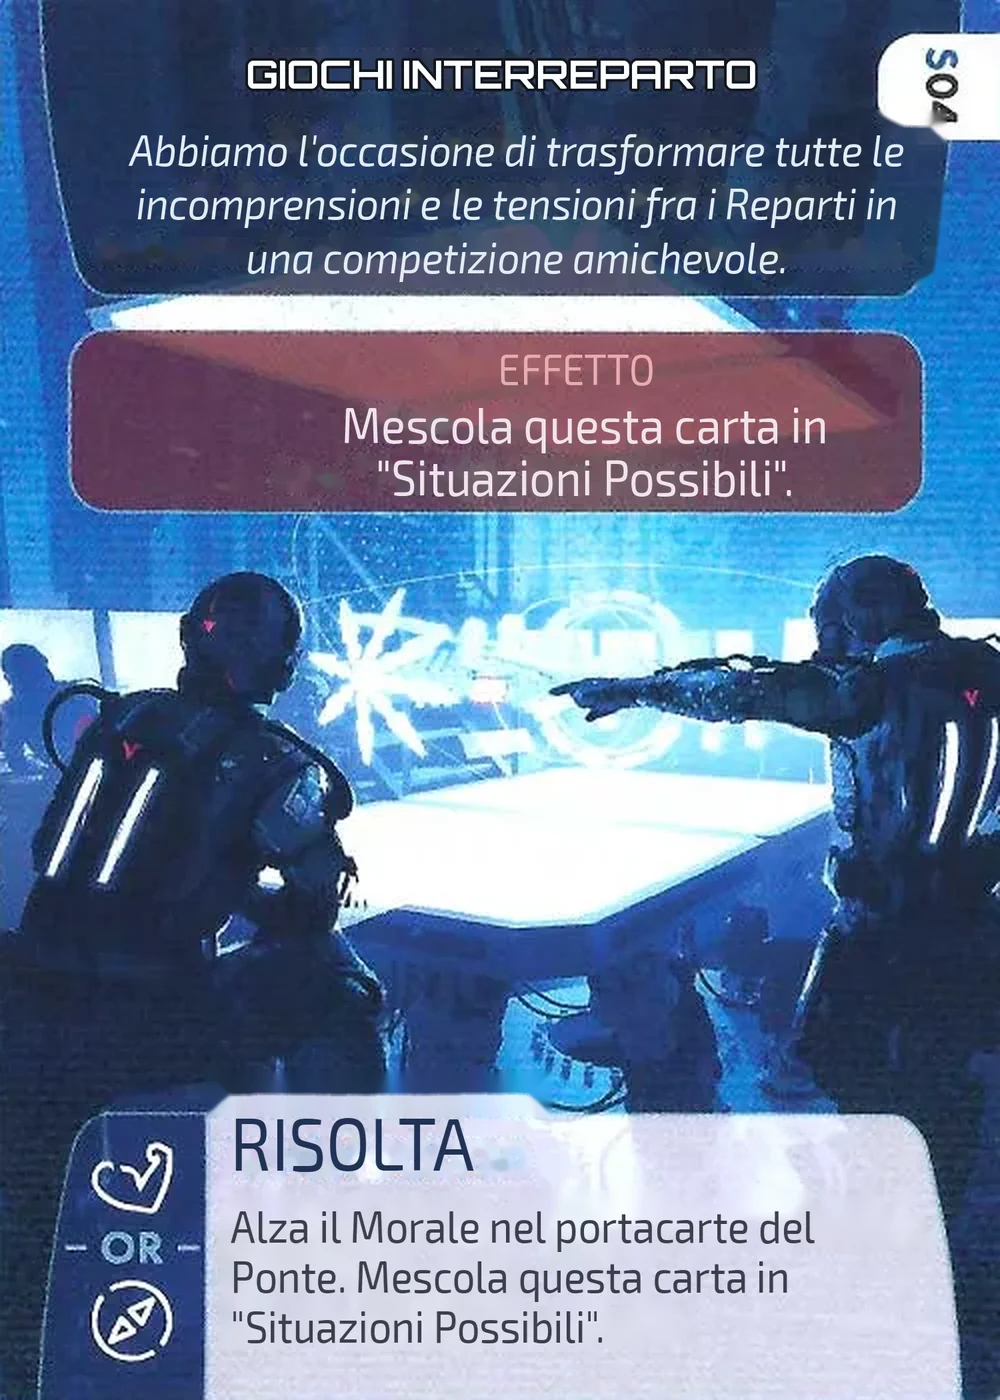 GIOCHI INTERREPARTO
S04
Abbiamo l'occasione di trasformare tutte le
incomprensioni e le tensioni fra i Reparti in
una competizione amichevole.
EFFETTO
Mescola questa carta in
"Situazioni Possibili".
RISOLTA
- OR -
Alza il Morale nel portacarte del
Ponte. Mescola questa carta in
"Situazioni Possibili".